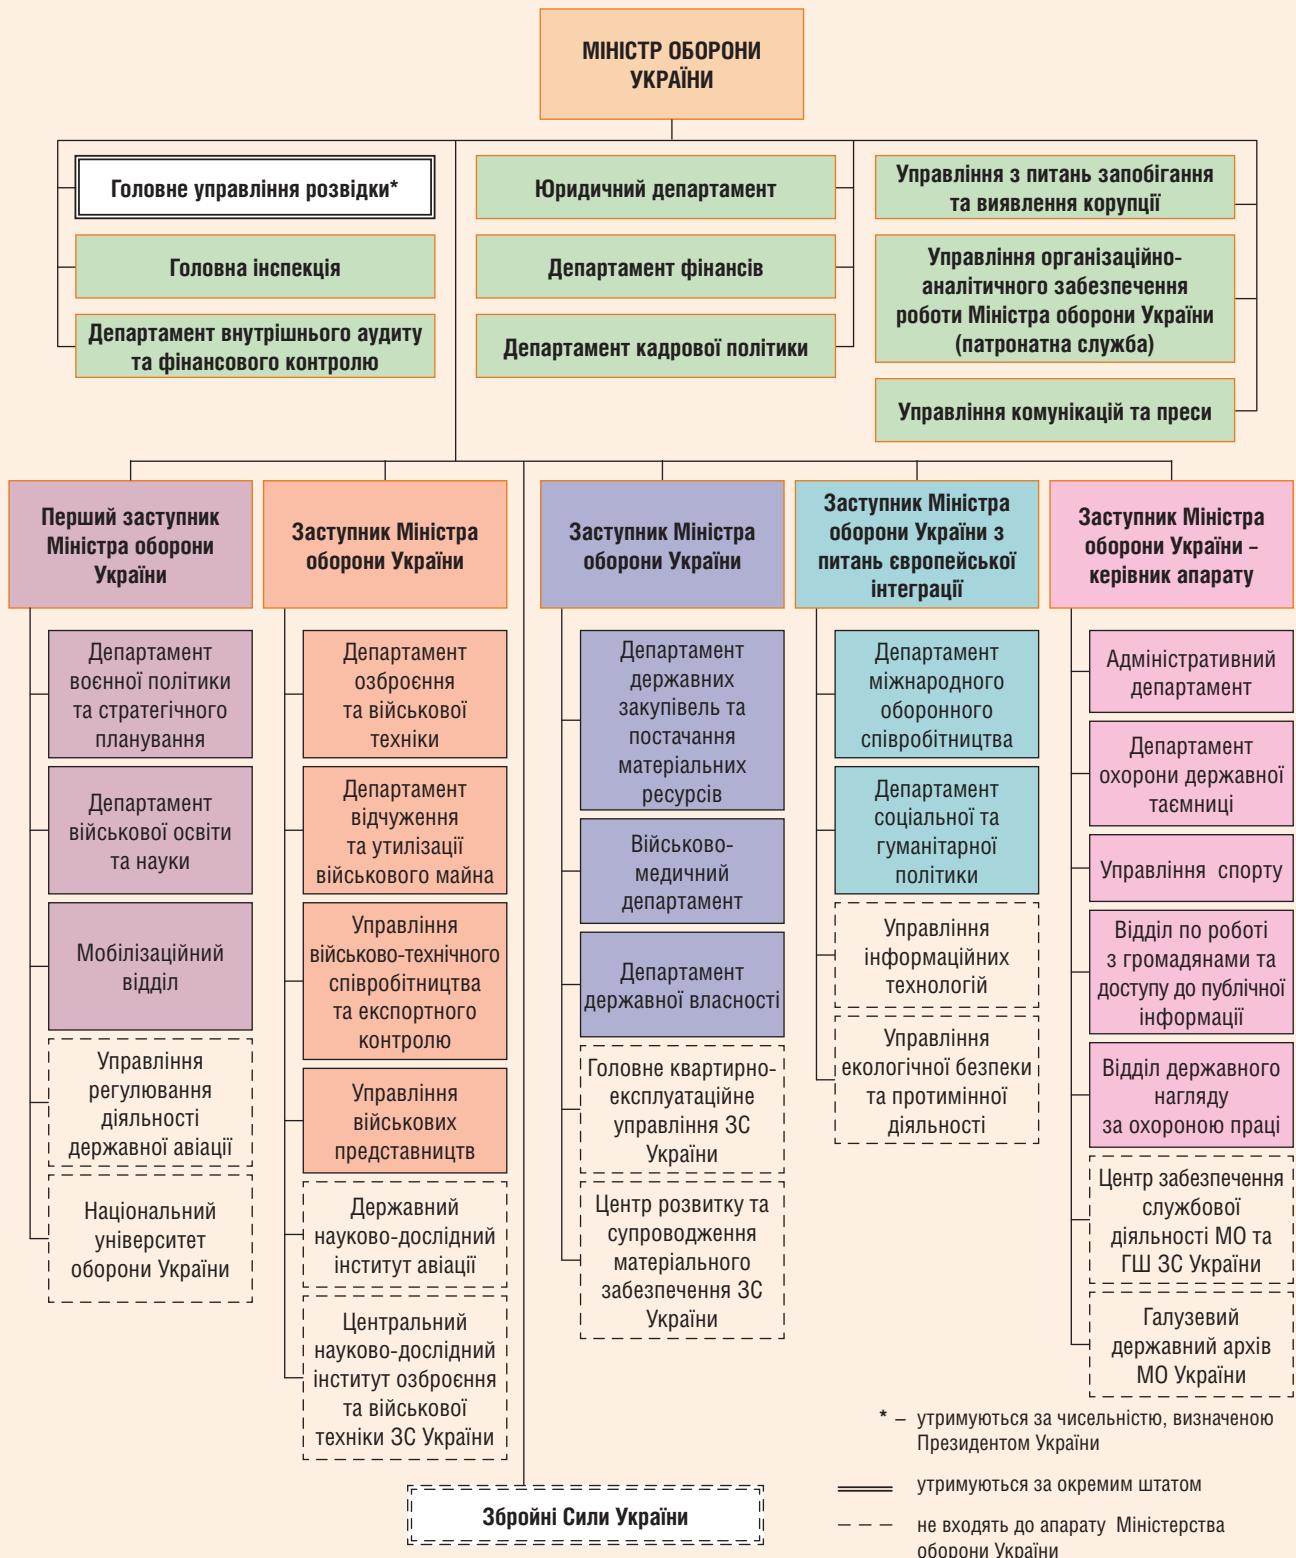 МІНІСТР ОБОРОНИ
УКРАЇНИ
Головне управління розвідки*
Головна інспекція
Департамент внутрішнього аудиту
та фінансового контролю
Юридичний департамент
Департамент фінансів
Департамент кадрової політики
Управління з питань запобігання
та виявлення корупції
Управління організаційно-
аналітичного забезпечення
роботи Міністра оборони України
(патронатна служба)
Управління комунікацій та преси
Перший заступник
Міністра оборони
України
Департамент
воєнної політики
та стратегічного
планування
Департамент
військової освіти
та науки
Мобілізаційний
відділ
Управління
регулювання
діяльності
державної авіації
Національний
університет
оборони України
Заступник Міністра
оборони України
Департамент
озброєння
та військової
техніки
Департамент
відчуження
та утилізації
військового майна
Управління
військово-технічного
співробітництва
та експортного
контролю
Управління
військових
представництв
Державний
науково-дослідний
інститут авіації
Центральний
науково-дослідний
інститут озброєння
та військової
техніки ЗС України
Заступник Міністра
оборони України
Департамент
державних
закупівель та
постачання
матеріальних
ресурсів
Військово-
медичний
департамент
Департамент
державної власності
Головне квартирно-
експлуатаційне
управління ЗС
України
Центр розвитку та
супроводження
матеріального
забезпечення ЗС
України
Заступник Міністра
оборони України з
питань європейської
інтеграції
Департамент
міжнародного
оборонного
співробітництва
Департамент
соціальної та
гуманітарної
політики
Управління
інформаційних
технологій
Управління
екологічної безпеки
та протимінної
діяльності
Заступник Міністра
оборони України –
керівник апарату
Адміністративний
департамент
Департамент
охорони державної
таємниці
Управління спорту
Відділ по роботі
з громадянами та
доступу до публічної
інформації
Відділ державного
нагляду
за охороною праці
Центр забезпечення
службової
діяльності МО та
ГШ ЗС України
Галузевий
державний архів
МО України
Збройні Сили України
* – утримуються за чисельністю, визначеною
Президентом України
утримуються за окремим штатом
не входять до апарату Міністерства
оборони України